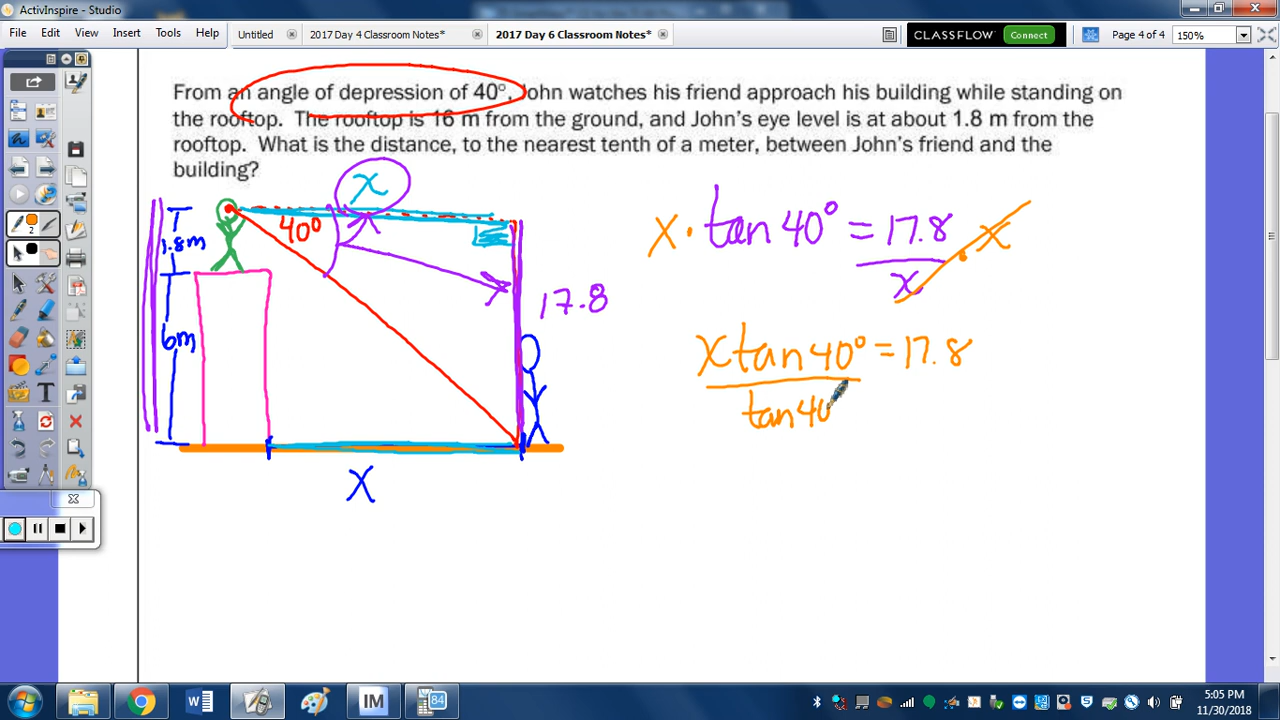 ActivInspire - Studio
File Edit View Insert Tools Help
Untitled
2017 Day 4 Classroom Notes*
2017 Day 6 Classroom Notes*
CLASSFLOW Connect
Page 4 of 4
150%
From an angle of depression of 40°, John watches his friend approach his building while standing on
the rooftop. The rooftop is 16 m from the ground, and John's eye level is at about 1.8 m from the
rooftop. What is the distance, to the nearest tenth of a meter, between John's friend and the
building?
x
40°
1.8m
6m
17.8
X
x · tan 40° = 17.8 · x
x
x tan 40° = 17.8
tan 40
2
W
IM
84
5:05 PM
11/30/2018